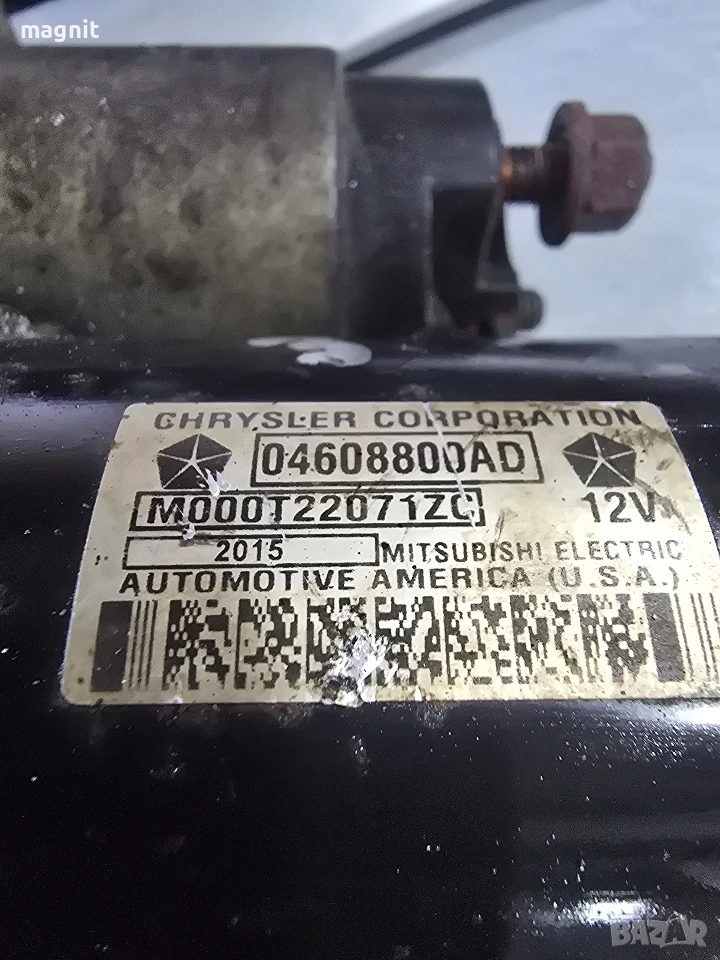 magnit
CHRYSLER CORPORATION
04608800AD
M000T22071ZC 12V
2015 MITSUBISHI ELECTRIC
AUTOMOTIVE AMERICA (U.S.A.)
BAZAR